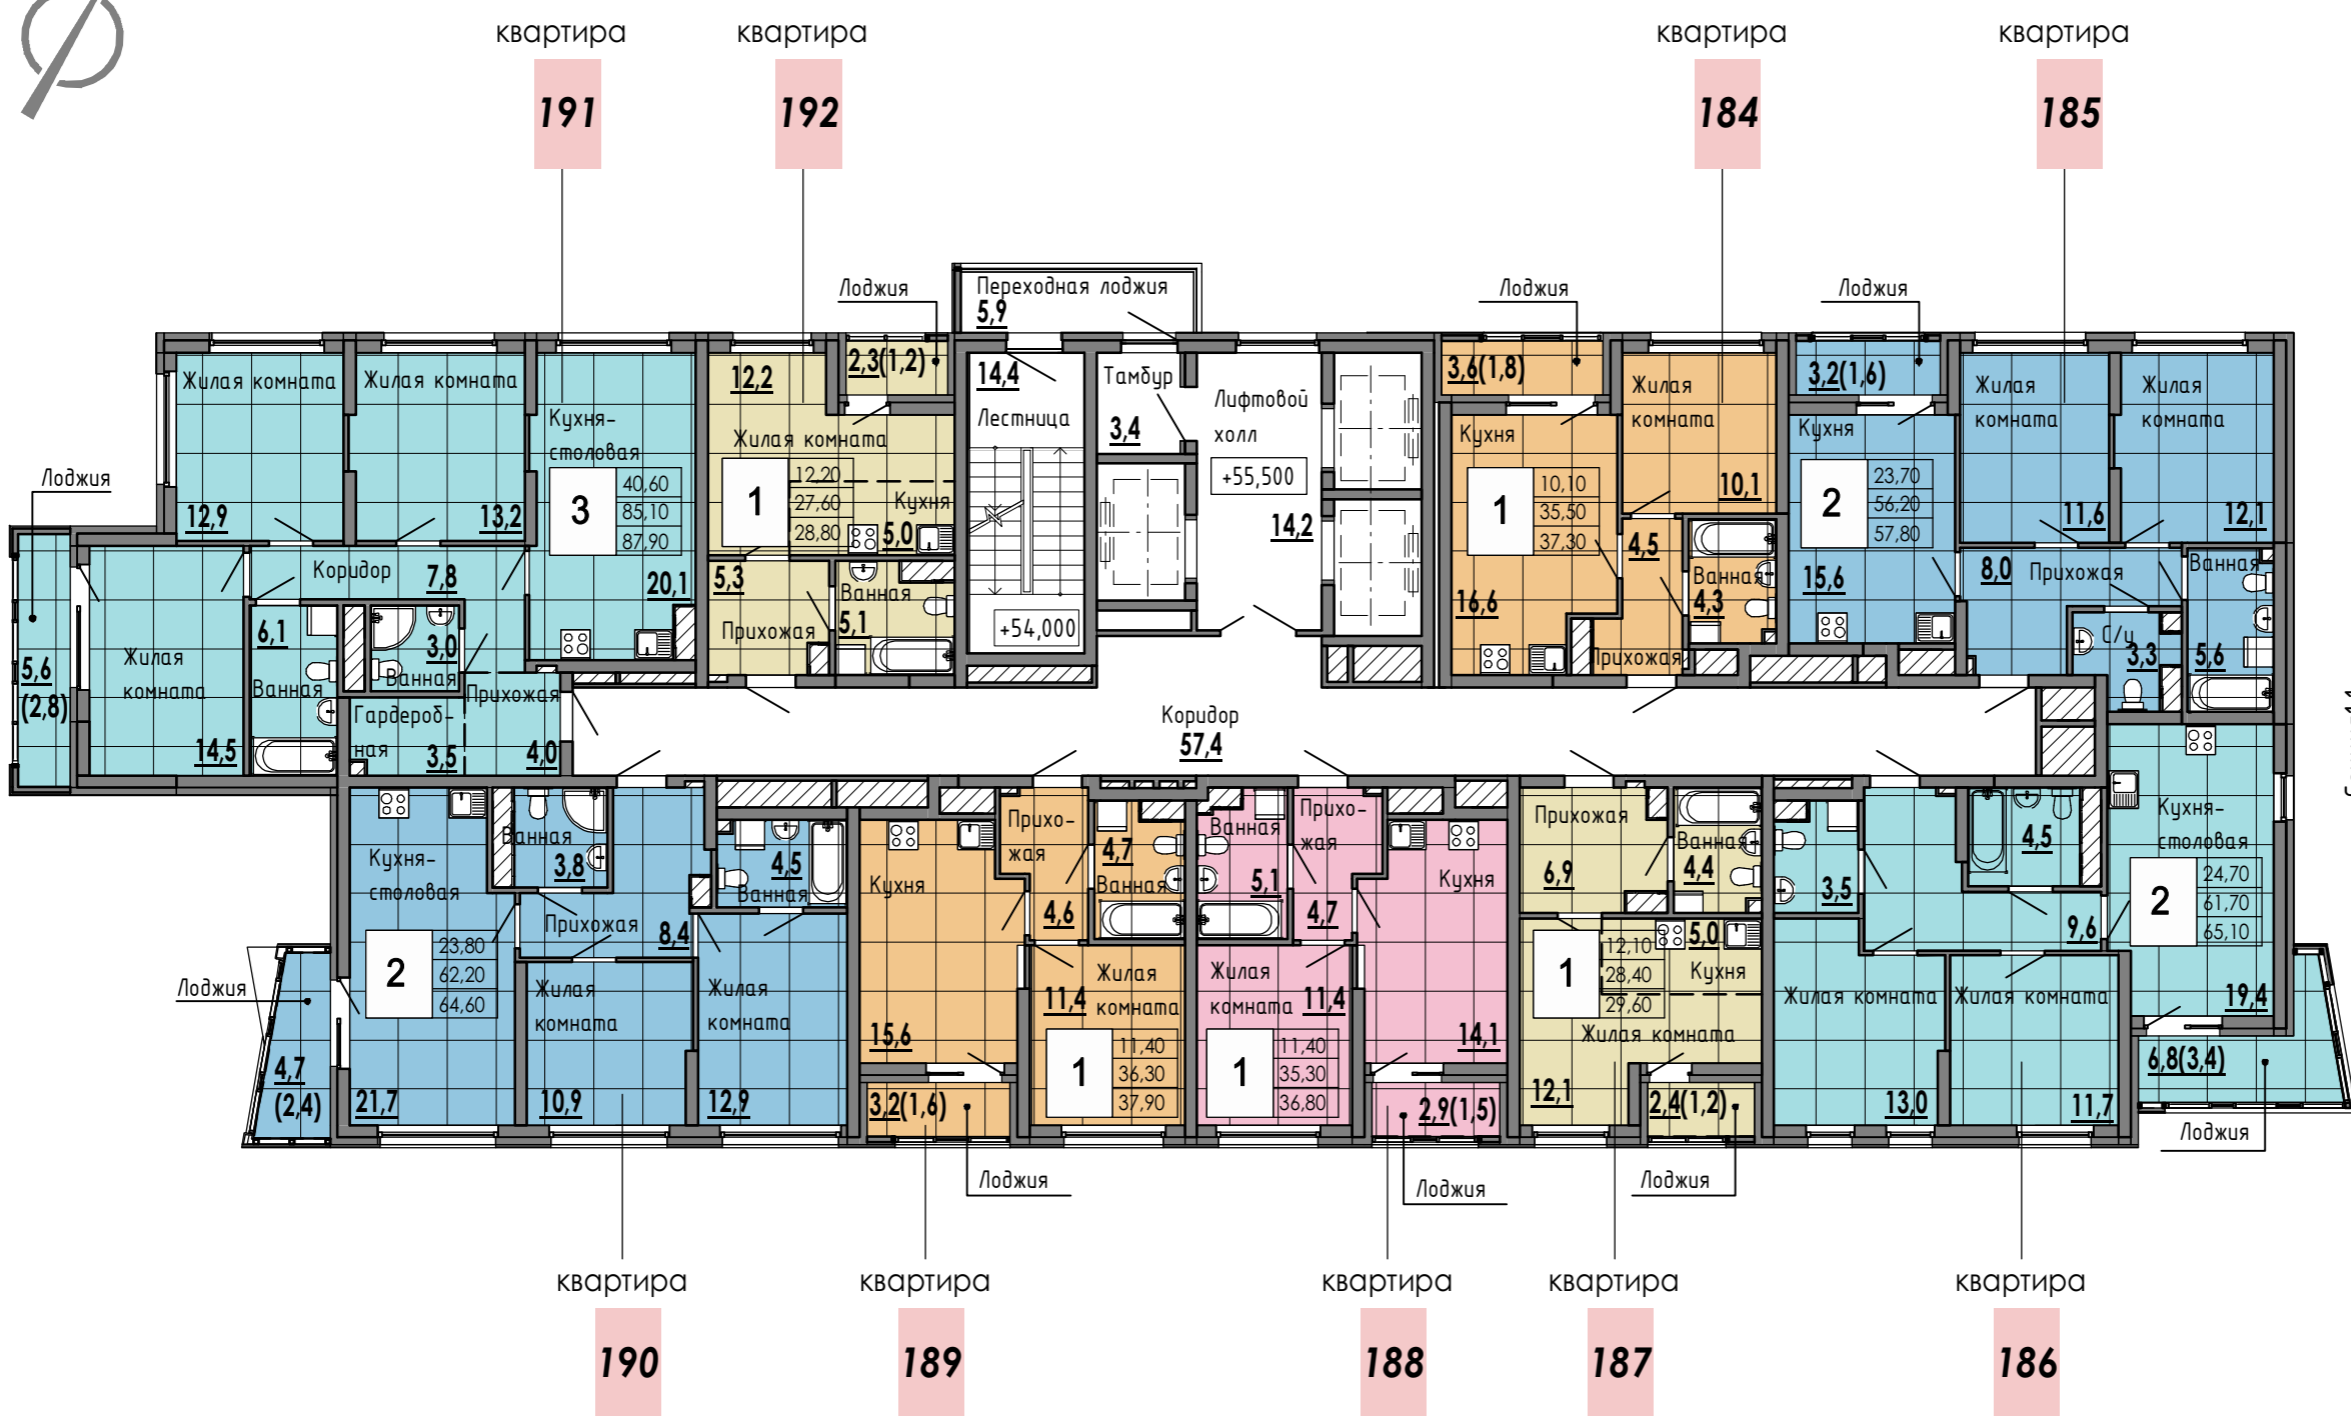 квартира
191
квартира
192
квартира
184
квартира
185
Лоджия
Переходная лоджия
5,9
Лоджия
Лоджия
Жилая комната
12,9
Жилая комната
13,2
Кухня-
столовая
3
40,60
85,10
87,90
20,1
12,2
2,3(1,2)
Жилая комната
1
12,20
27,60
28,80
Кухня
5,0
5,3
Прихожая
Ванная
5,1
14,4
Лестница
+54,000
Тамбур
3,4
Лифтовой
холл
+55,500
14,2
3,6(1,8)
Кухня
1
10,10
35,50
37,30
16,6
Жилая
комната
10,1
4,5
Прихожая
Ванная
4,3
3,2(1,6)
Кухня
2
23,70
56,20
57,80
15,6
Жилая
комната
11,6
Жилая
комната
12,1
8,0
Прихожая
Ванная
5,6
С/у
3,3
Лоджия
5,6
(2,8)
Жилая
комната
14,5
Коридор
7,8
6,1
Ванная
3,0
Ванная
Гардероб-
ная
3,5
Прихожая
4,0
Коридор
57,4
Кухня-
столовая
2
23,80
62,20
64,60
21,7
Лоджия
4,7
(2,4)
Ванная
3,8
Прихожая
8,4
4,5
Ванная
Жилая
комната
10,9
Жилая
комната
12,9
Кухня
15,6
3,2(1,6)
Прихо-
жая
4,6
4,7
Ванная
Жилая
комната
11,4
1
11,40
36,30
37,90
Лоджия
Ванная
5,1
Прихо-
жая
4,7
Жилая
комната
11,4
1
11,40
35,30
36,80
Кухня
14,1
2,9(1,5)
Лоджия
Прихожая
6,9
Ванная
4,4
1
12,10
28,40
29,60
5,0
Кухня
Жилая комната
12,1
2,4(1,2)
Лоджия
3,5
4,5
9,6
Жилая комната
13,0
Жилая комната
11,7
Кухня-
столовая
2
24,70
61,70
65,10
19,4
6,8(3,4)
Лоджия
квартира
190
квартира
189
квартира
188
квартира
187
квартира
186